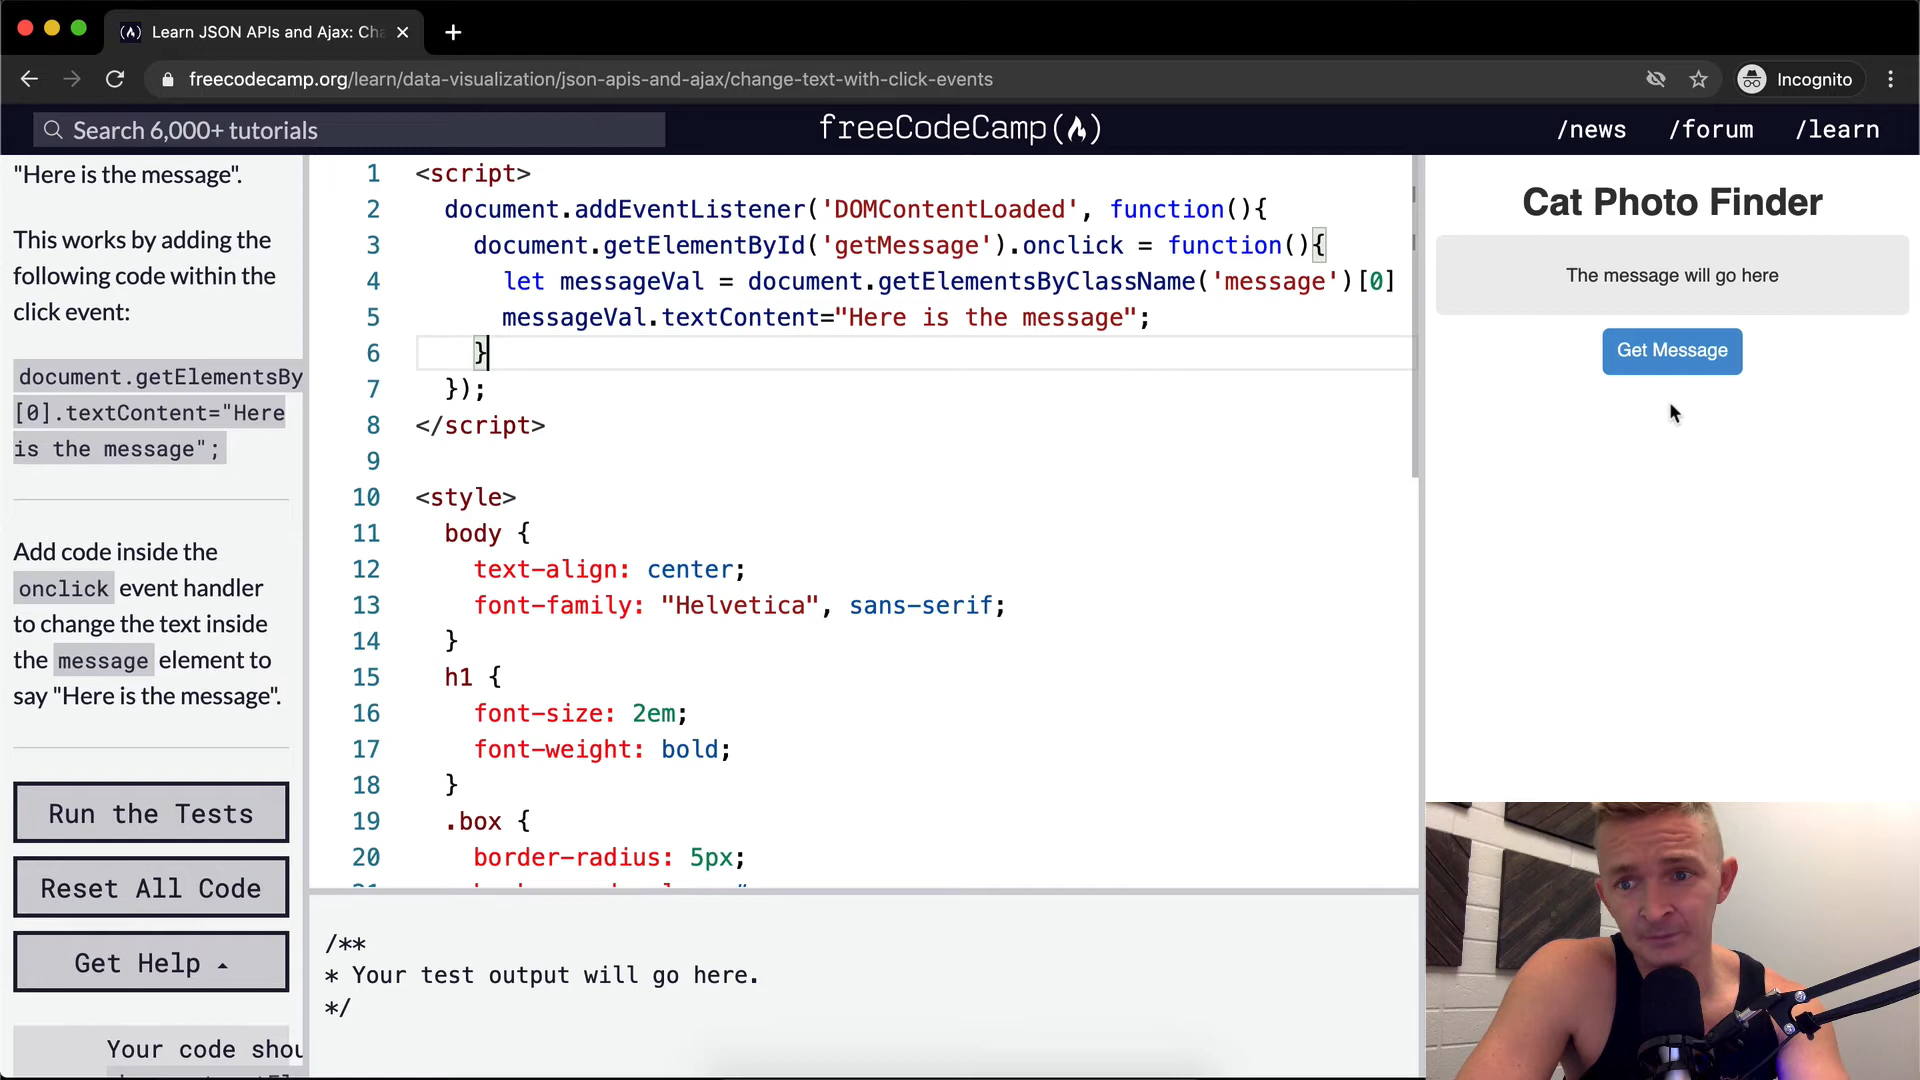 Learn JSON APIs and Ajax: Cha
freecodecamp.org/learn/data-visualization/json-apis-and-ajax/change-text-with-click-events
Incognito
Search 6,000+ tutorials
freeCodeCamp(
)
/news
/forum
/learn
"Here is the message".
This works by adding the
following code within the
click event:
document.getElementsBy
[0].textContent="Here
is the message";
Add code inside the
onclick event handler
to change the text inside
the message element to
say "Here is the message".
Run the Tests
Reset All Code
Get Help
Your code shou
1 <script>
2 document.addEventListener('DOMContentLoaded', function(){
3 document.getElementById('getMessage').onclick = function(){
4 let messageVal = document.getElementsByClassName('message')[0]
5 messageVal.textContent="Here is the message";
6 }
7 });
8 </script>
9
10 <style>
11 body {
12 text-align: center;
13 font-family: "Helvetica", sans-serif;
14 }
15 h1 {
16 font-size: 2em;
17 font-weight: bold;
18 }
19 .box {
20 border-radius: 5px;
/**
* Your test output will go here.
*/
Cat Photo Finder
The message will go here
Get Message